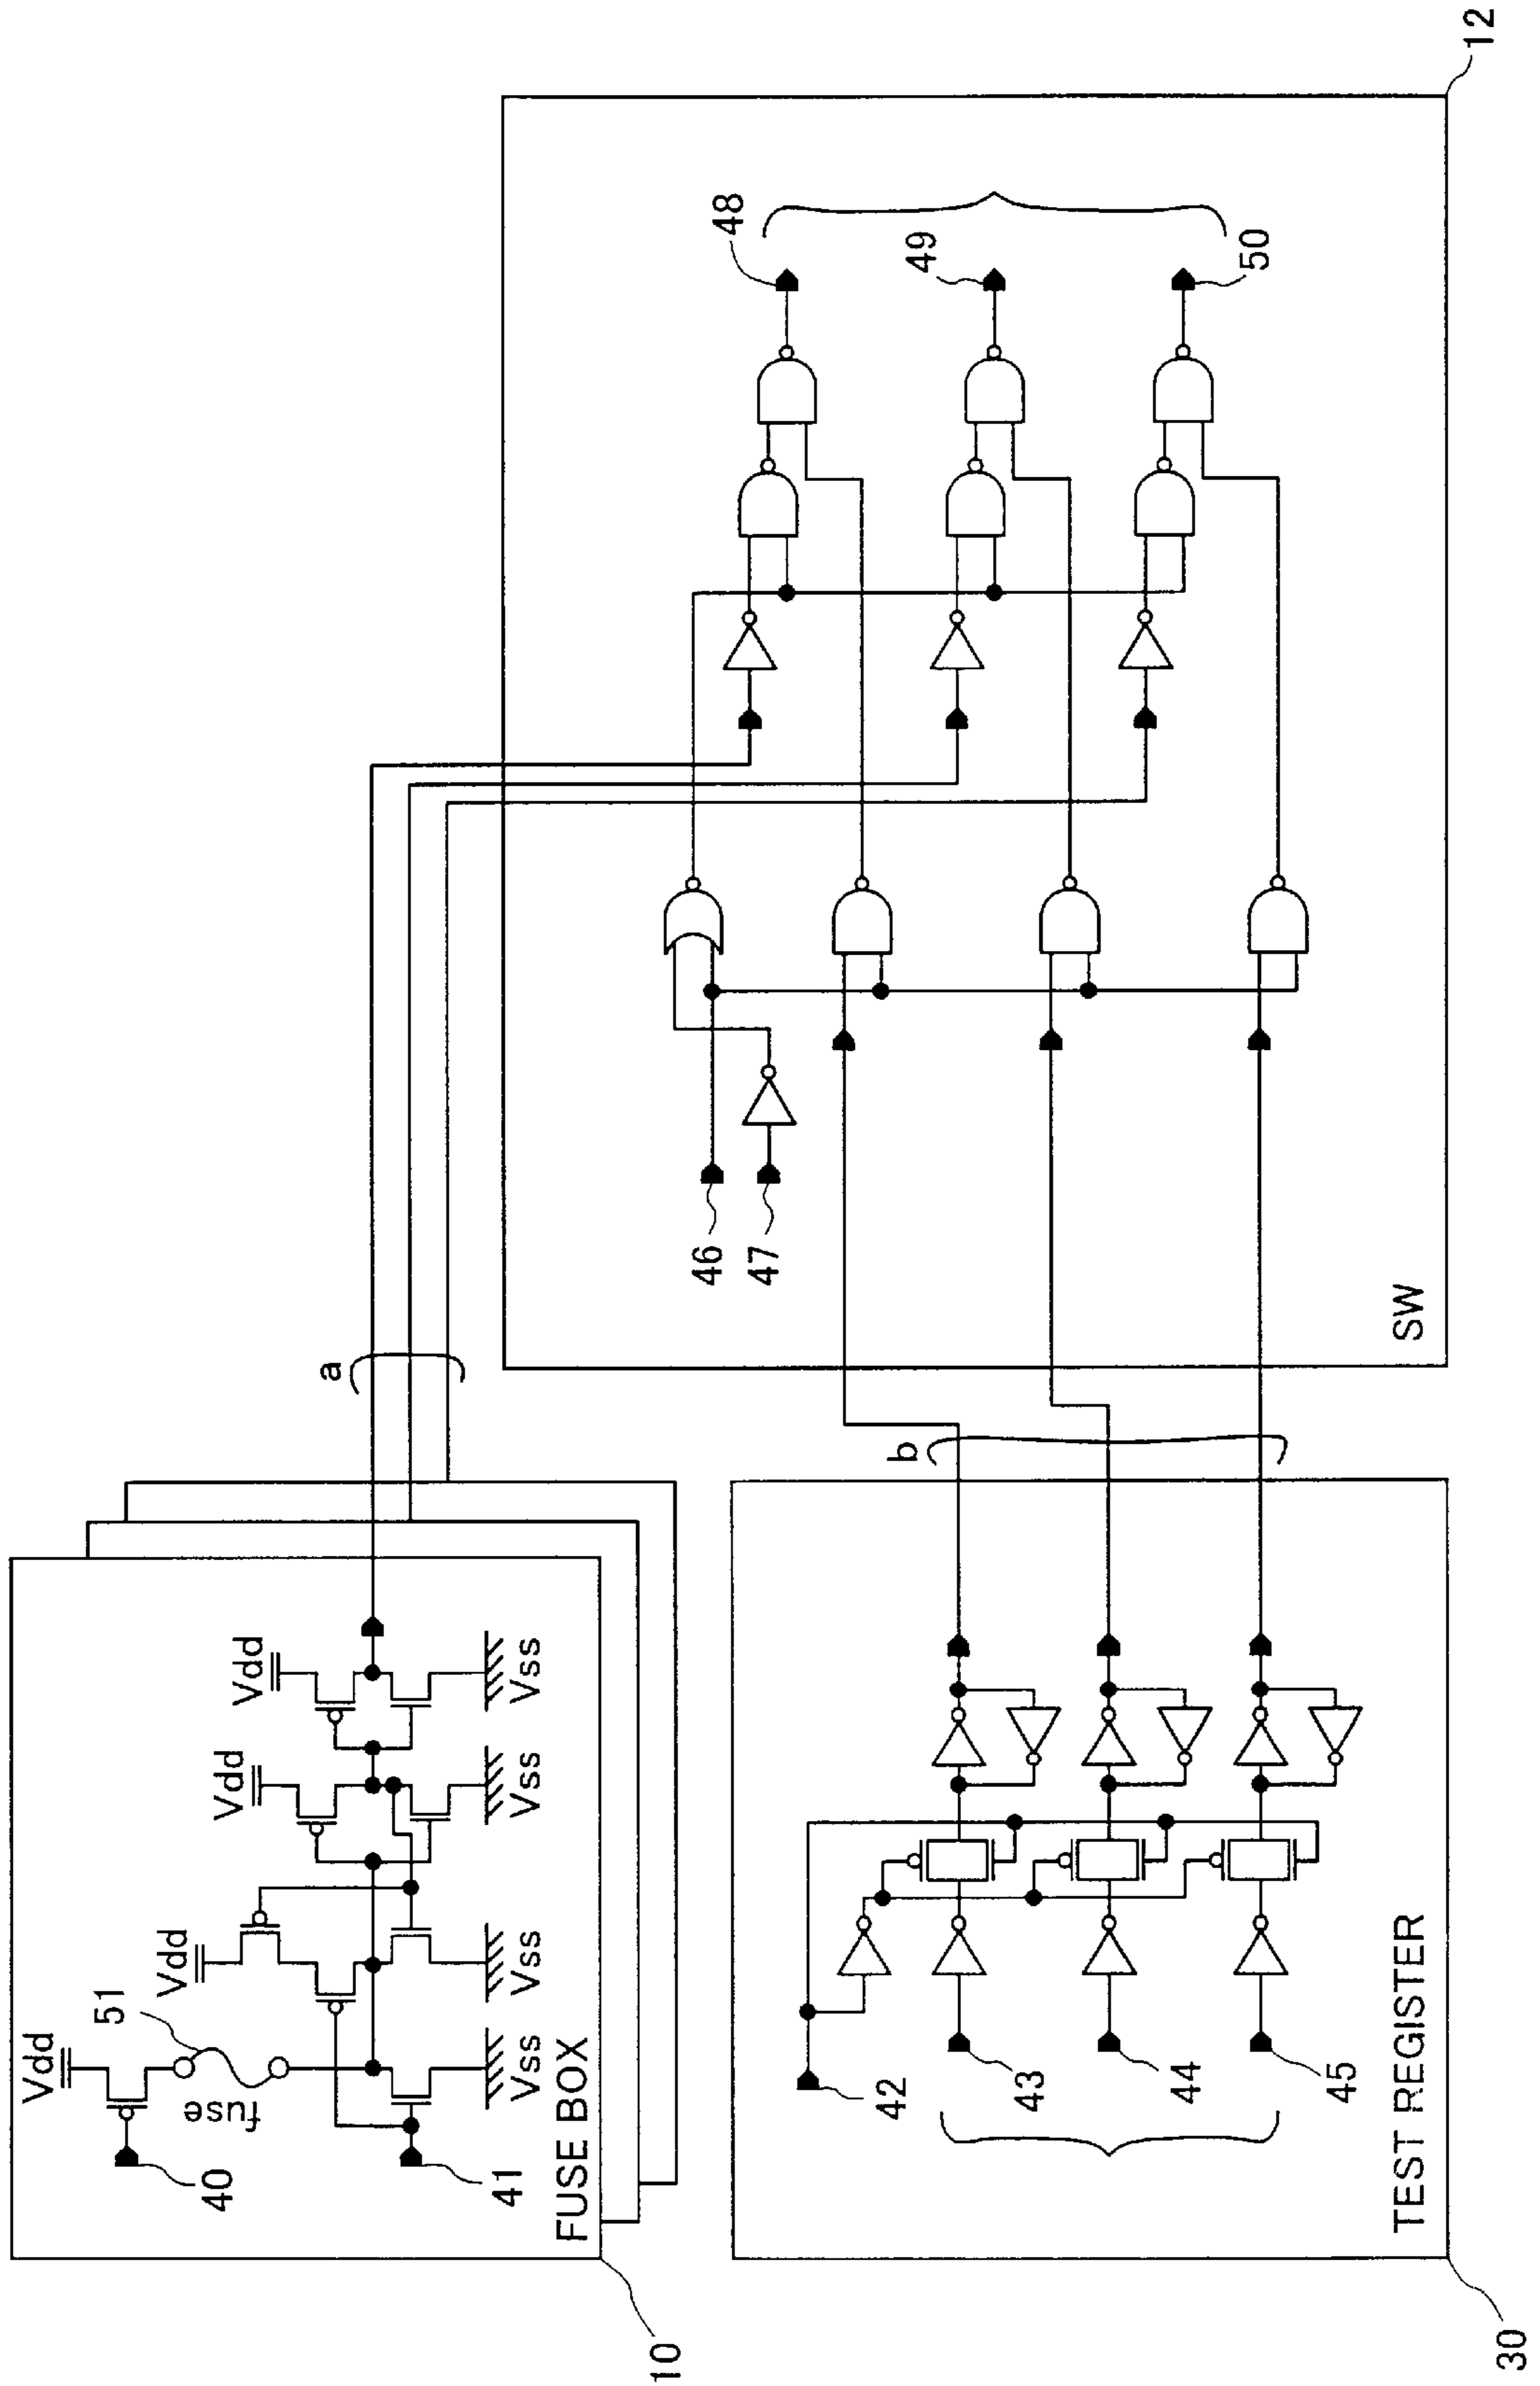 Vdd
40
51
fuse
Vss
41
Vdd
Vss
Vdd
Vss
Vdd
Vss
FUSE BOX
10
a
42
43
44
45
b
TEST REGISTER
30
46
47
48
49
50
SW
12